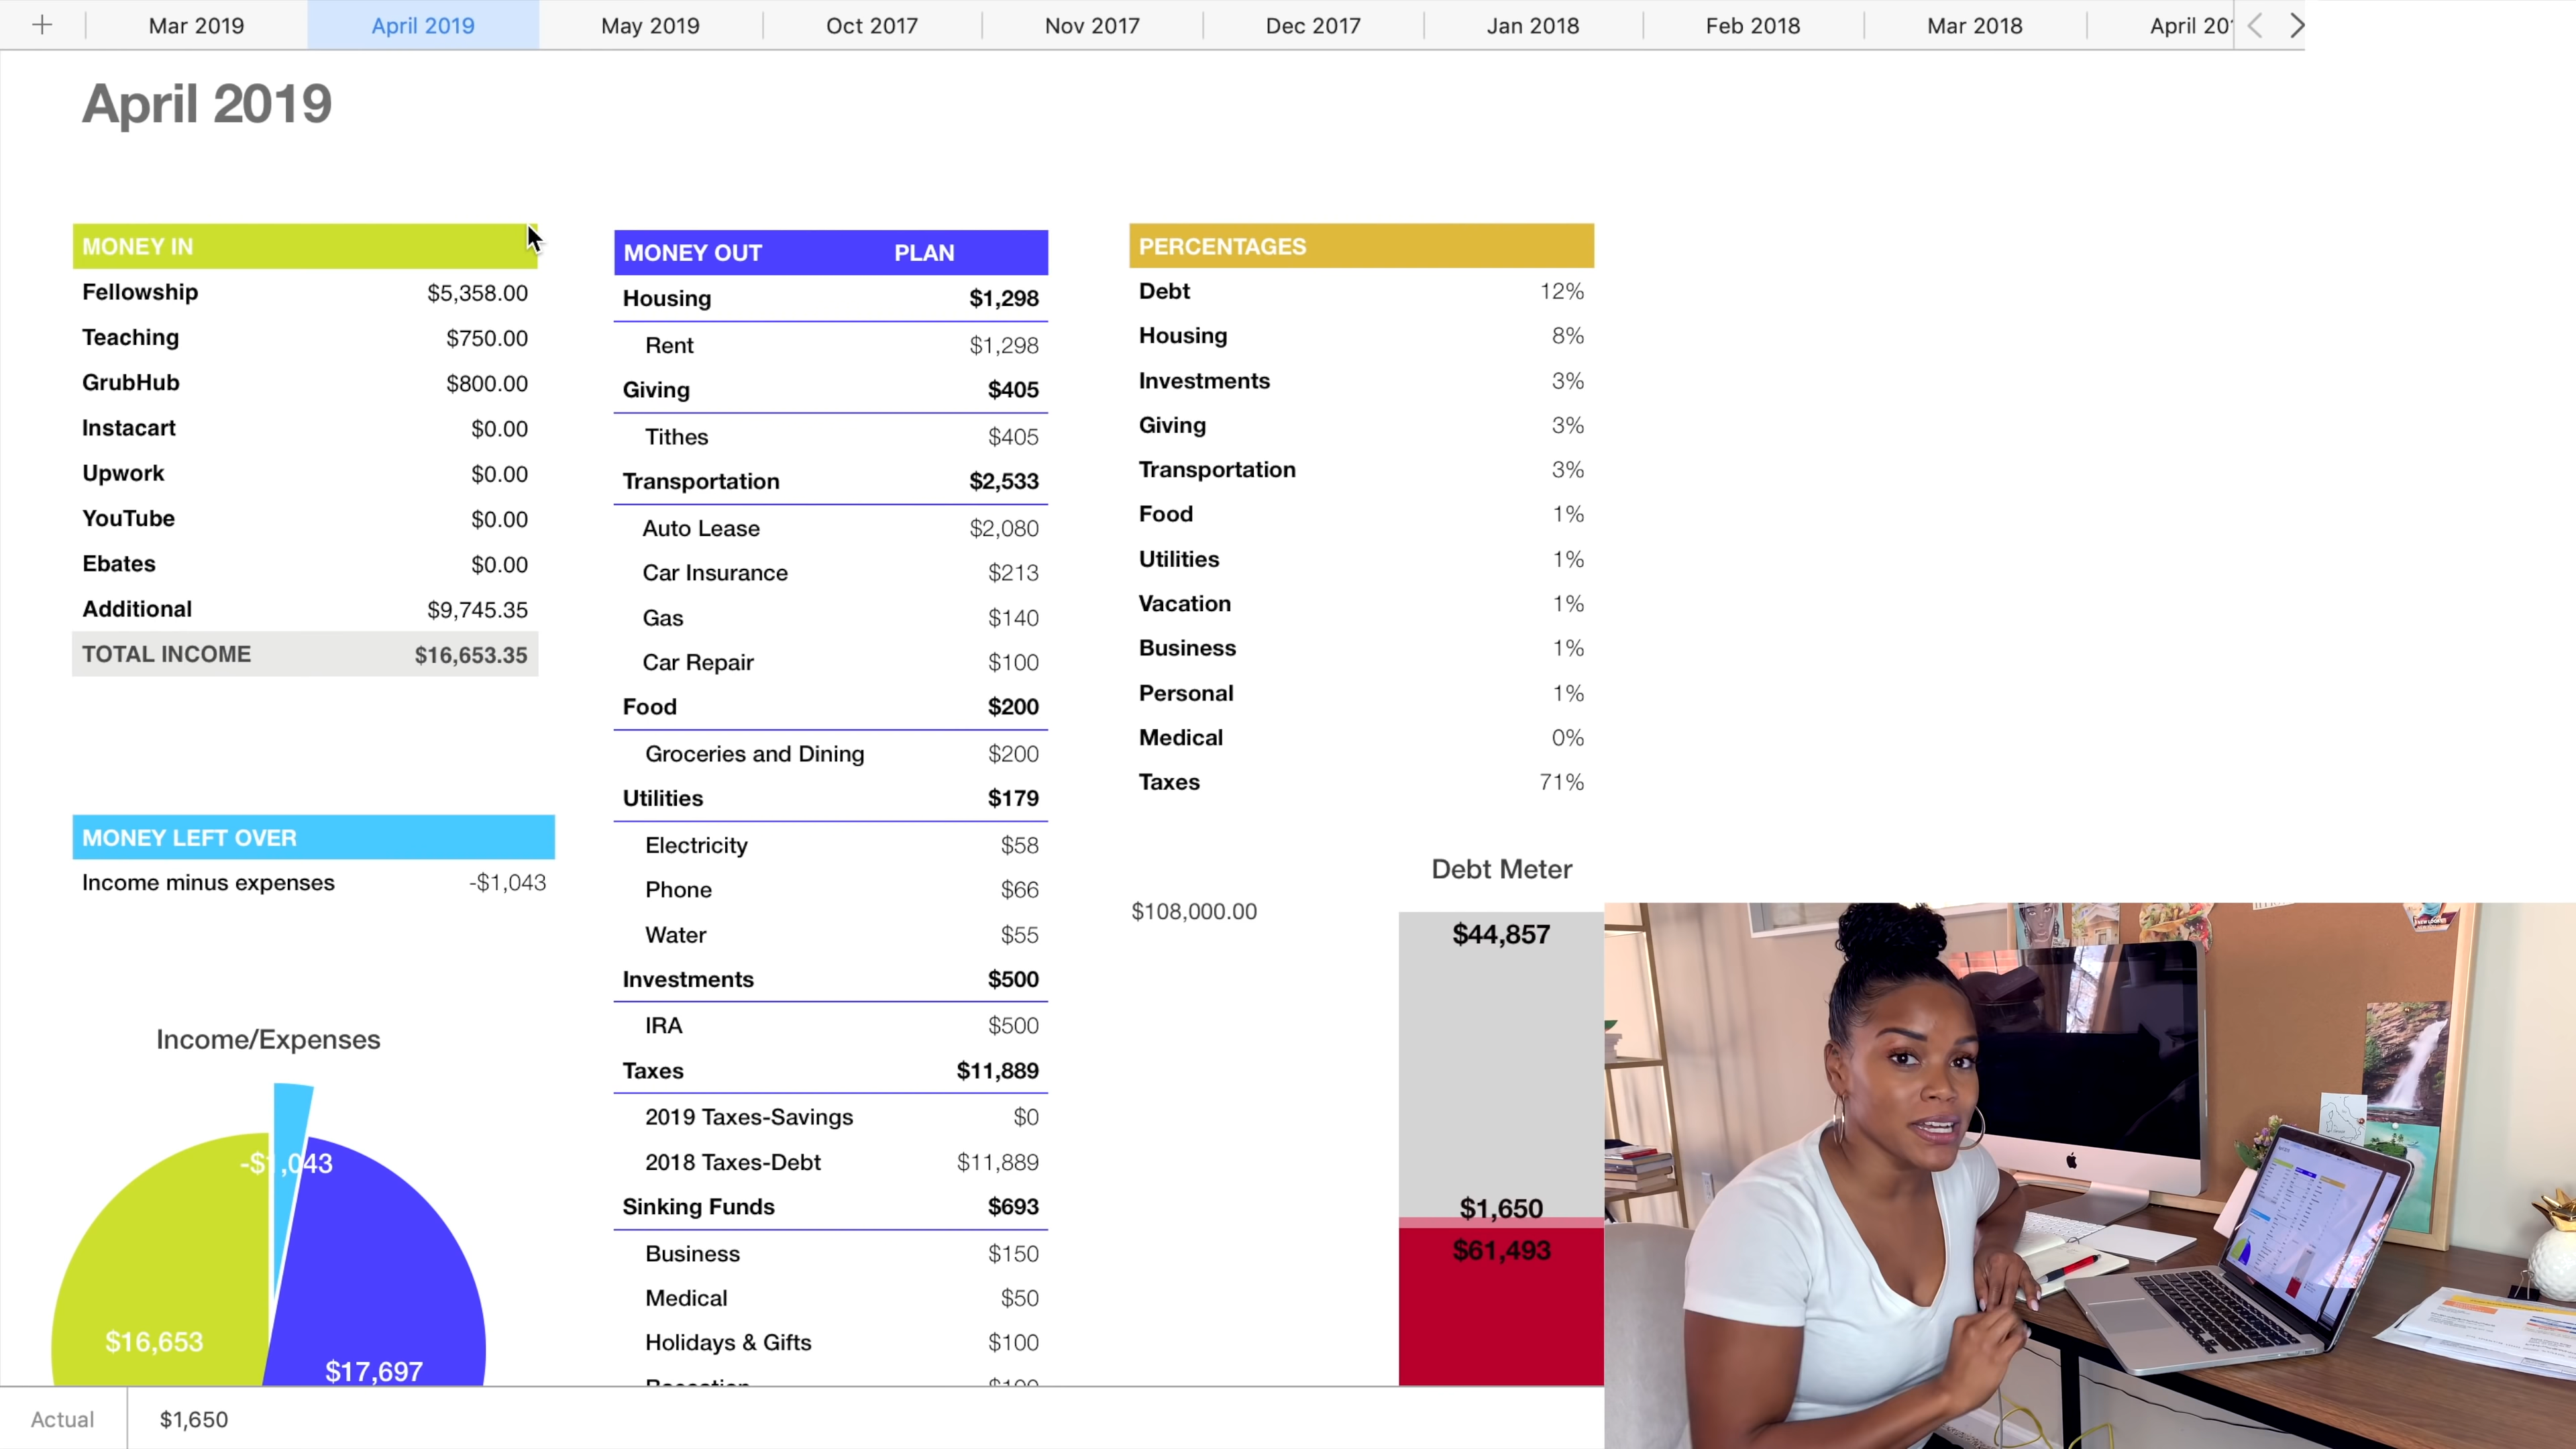 Mar 2019 April 2019 May 2019 Oct 2017 Nov 2017 Dec 2017 Jan 2018 Feb 2018 Mar 2018 April 20
April 2019
MONEY IN
Fellowship $5,358.00
Teaching $750.00
GrubHub $800.00
Instacart $0.00
Upwork $0.00
YouTube $0.00
Ebates $0.00
Additional $9,745.35
TOTAL INCOME $16,653.35
MONEY LEFT OVER
Income minus expenses -$1,043
Income/Expenses
-$1,043
$16,653
$17,697
MONEY OUT PLAN
Housing $1,298
Rent $1,298
Giving $405
Tithes $405
Transportation $2,533
Auto Lease $2,080
Car Insurance $213
Gas $140
Car Repair $100
Food $200
Groceries and Dining $200
Utilities $179
Electricity $58
Phone $66
Water $55
Investments $500
IRA $500
Taxes $11,889
2019 Taxes-Savings $0
2018 Taxes-Debt $11,889
Sinking Funds $693
Business $150
Medical $50
Holidays & Gifts $100
PERCENTAGES
Debt 12%
Housing 8%
Investments 3%
Giving 3%
Transportation 3%
Food 1%
Utilities 1%
Vacation 1%
Business 1%
Personal 1%
Medical 0%
Taxes 71%
Debt Meter
$108,000.00
$44,857
$1,650
$61,493
Actual $1,650